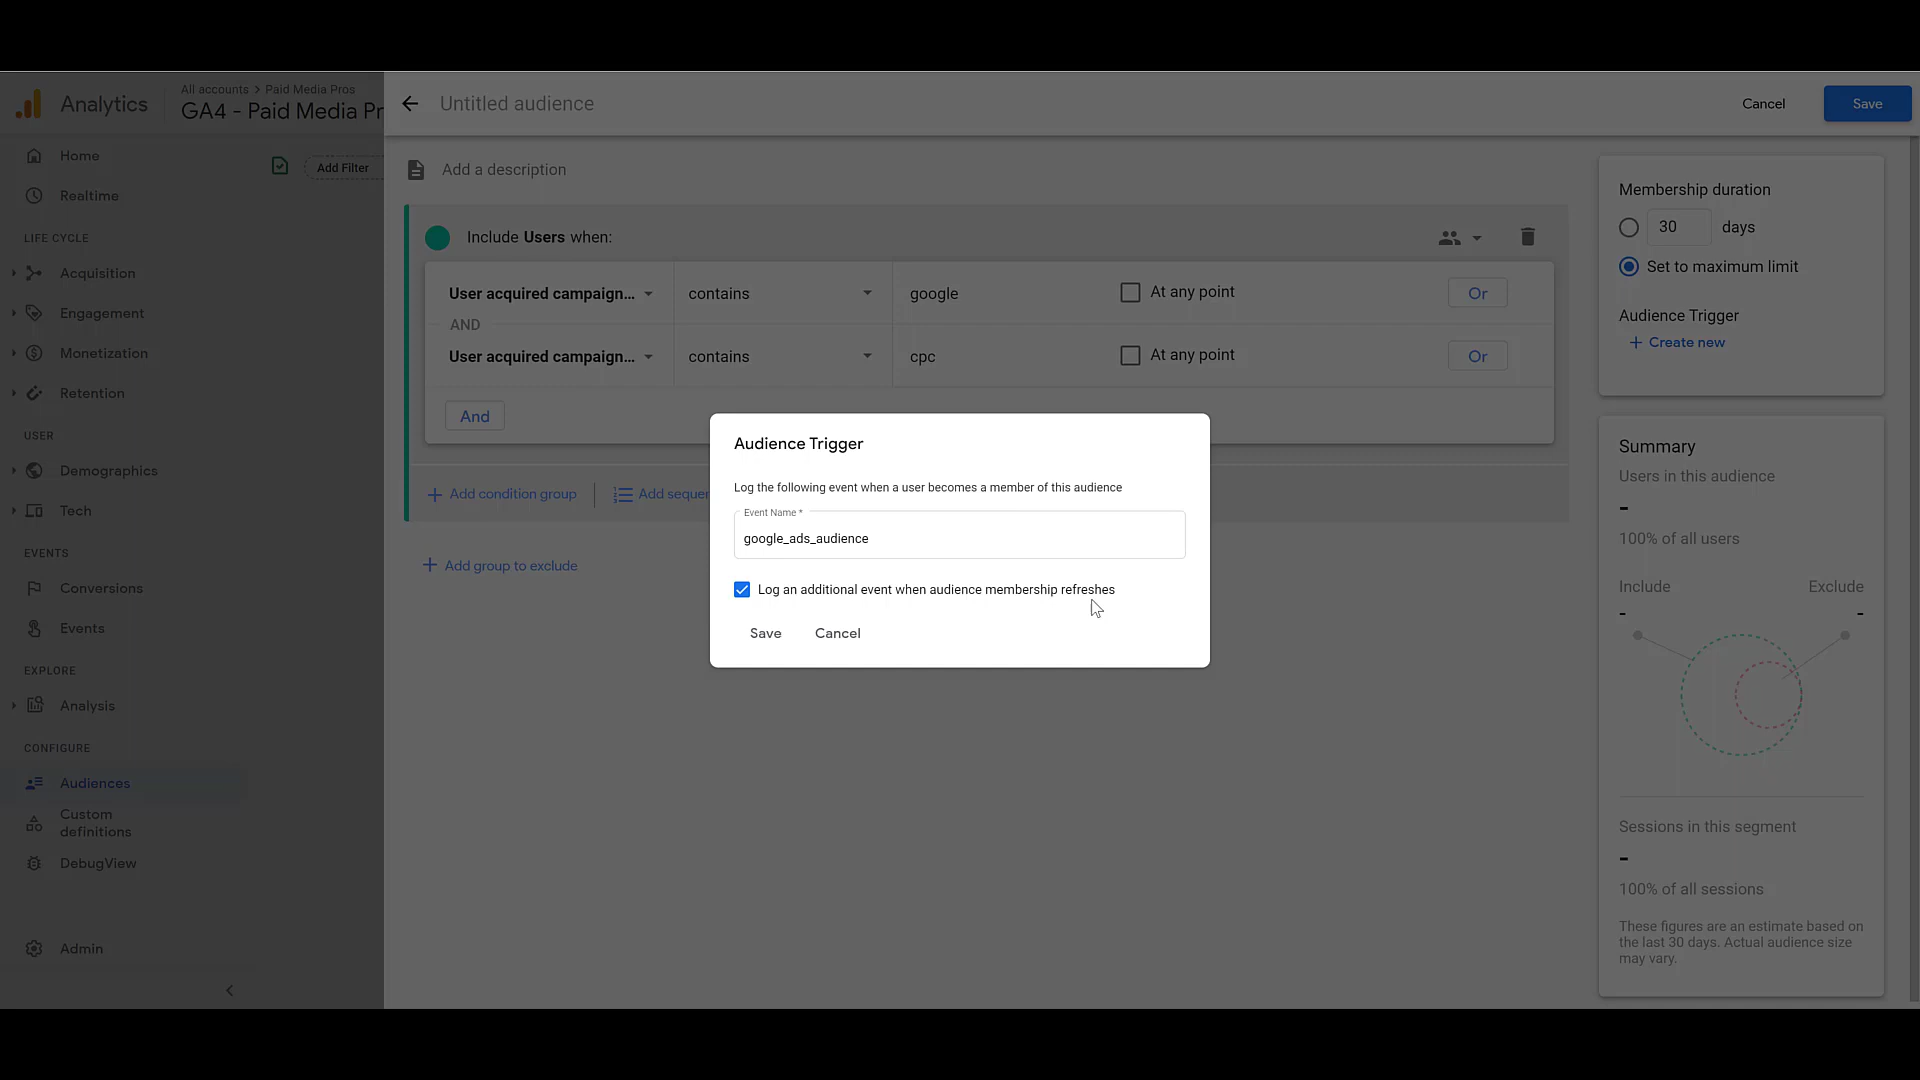 Analytics
All accounts > Paid Media Pros
GA4 - Paid Media Pr
Untitled audience
Cancel
Save
Home
Add Filter
Realtime
LIFE CYCLE
Acquisition
Engagement
Monetization
Retention
USER
Demographics
Tech
EVENTS
Conversions
Events
EXPLORE
Analysis
CONFIGURE
Audiences
Custom
definitions
DebugView
Admin
Add a description
Include Users when:
User acquired campaign... contains google At any point Or
AND
User acquired campaign... contains cpc At any point Or
And
Add condition group
Add sequer
Add group to exclude
Audience Trigger
Log the following event when a user becomes a member of this audience
Event Name *
google_ads_audience
Log an additional event when audience membership refreshes
Save Cancel
Membership duration
30 days
Set to maximum limit
Audience Trigger
+ Create new
Summary
Users in this audience
-
100% of all users
Include Exclude
- -
Sessions in this segment
-
100% of all sessions
These figures are an estimate based on
the last 30 days. Actual audience size
may vary.